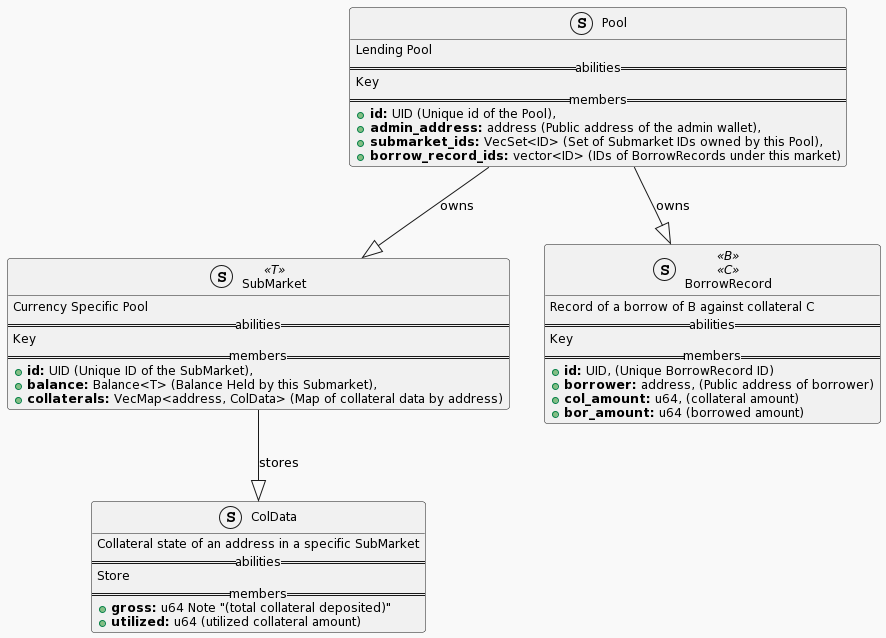 S Pool
Lending Pool
abilities
Key
members
id: UID (Unique id of the Pool),
admin_address: address (Public address of the admin wallet),
submarket_ids: VecSet<ID> (Set of Submarket IDs owned by this Pool),
borrow_record_ids: vector<ID> (IDs of BorrowRecords under this market)
owns
owns
S «T»
SubMarket
Currency Specific Pool
abilities
Key
members
id: UID (Unique ID of the SubMarket),
balance: Balance<T> (Balance Held by this Submarket),
collaterals: VecMap<address, ColData> (Map of collateral data by address)
S «B»
«C»
BorrowRecord
Record of a borrow of B against collateral C
abilities
Key
members
id: UID, (Unique BorrowRecord ID)
borrower: address, (Public address of borrower)
col_amount: u64, (collateral amount)
bor_amount: u64 (borrowed amount)
stores
S ColData
Collateral state of an address in a specific SubMarket
abilities
Store
members
gross: u64 Note "(total collateral deposited)"
utilized: u64 (utilized collateral amount)